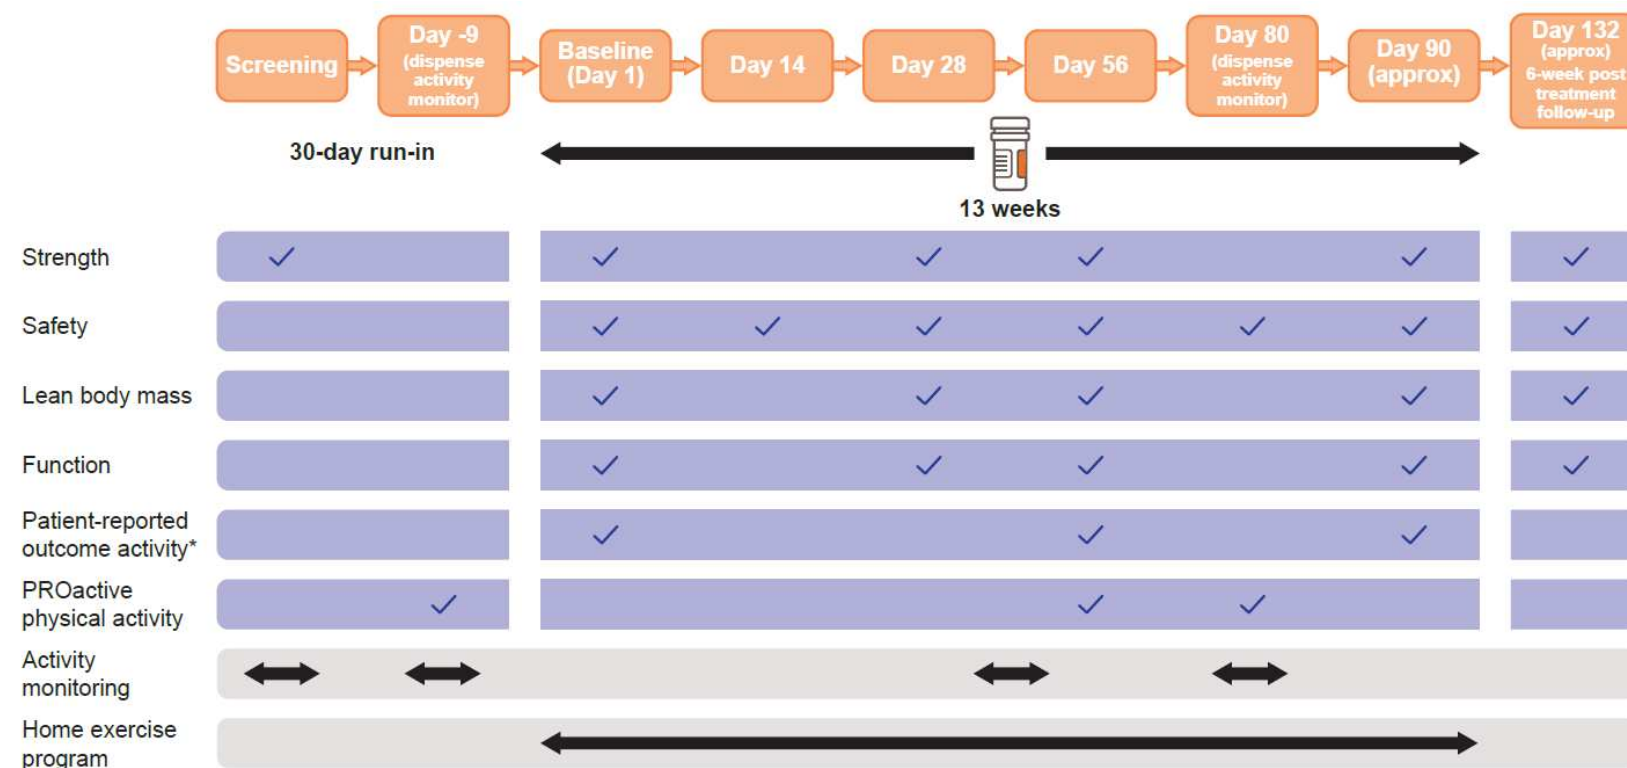 Screening
Day -9
(dispense
activity
monitor)
Baseline
(Day 1)
Day 14
Day 28
Day 56
Day 80
(dispense
activity
monitor)
Day 90
(approx)
Day 132
(approx)
6-week post
treatment
follow-up
30-day run-in
13 weeks
Strength
Safety
Lean body mass
Function
Patient-reported
outcome activity*
PROactive
physical activity
Activity
monitoring
Home exercise
program